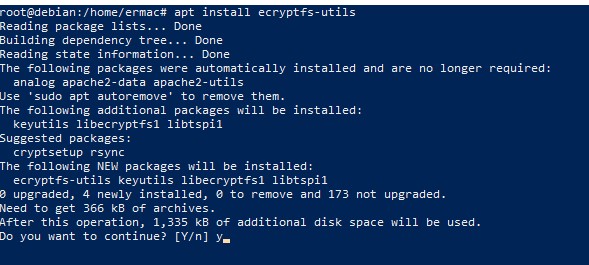 root@debian:/home/ermac# apt install ecryptfs-utils
Reading package lists... Done
Building dependency tree... Done
Reading state information... Done
The following packages were automatically installed and are no longer required:
  analog apache2-data apache2-utils
Use 'sudo apt autoremove' to remove them.
The following additional packages will be installed:
  keyutils libecryptfs1 libtspi1
Suggested packages:
  cryptsetup rsync
The following NEW packages will be installed:
  ecryptfs-utils keyutils libecryptfs1 libtspi1
0 upgraded, 4 newly installed, 0 to remove and 173 not upgraded.
Need to get 366 kB of archives.
After this operation, 1,335 kB of additional disk space will be used.
Do you want to continue? [Y/n] y